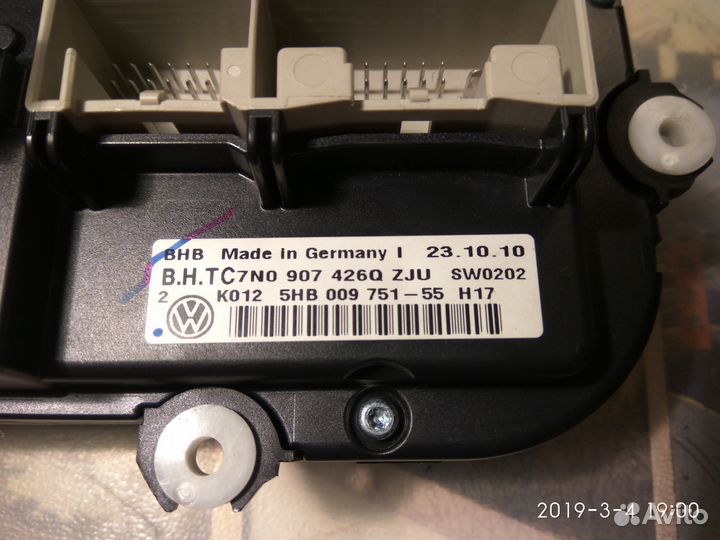 BHB Made in Germany I 23.10.10
B.H.TC7N0 907 426Q ZJU SW0202
2 K012 5HB 009 751-55 H17
2019-3-4 19:00
Avito